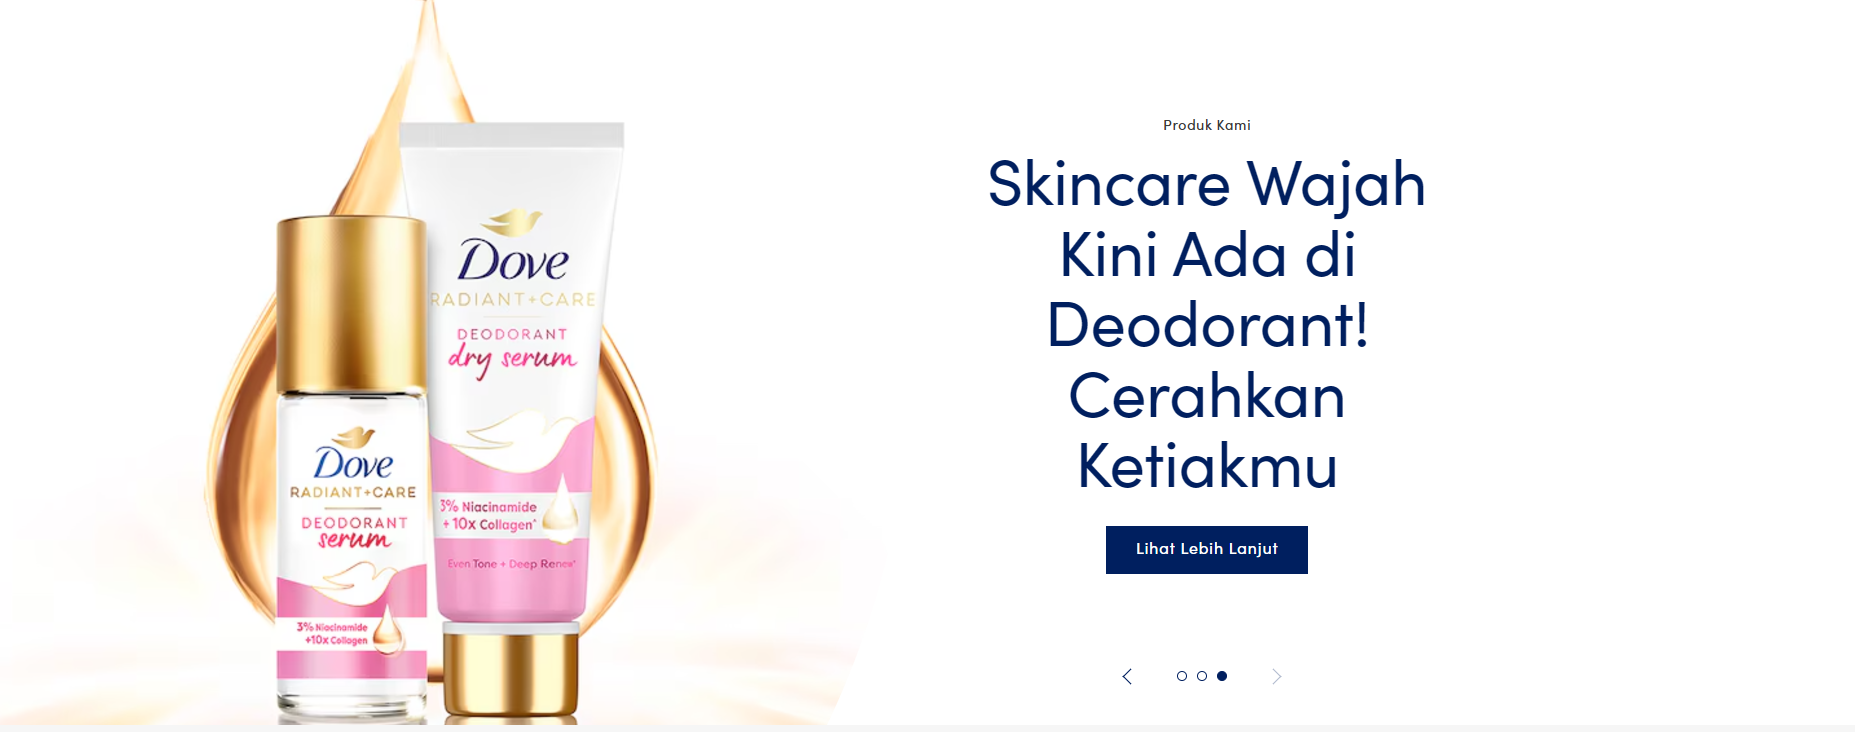 Produk Kami
Skincare Wajah
Kini Ada di
Deodorant!
Cerahkan
Ketiakmu
Lihat Lebih Lanjut
Dove
RADIANT+CARE
DEODORANT
dry serum
3% Niacinamide
+ 10x Collagen*
Even Tone + Deep Renew*
Dove
RADIANT+CARE
DEODORANT
serum
3% Niacinamide
+10x Collagen